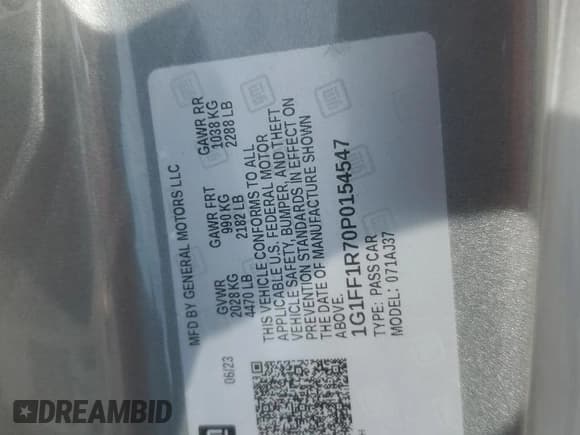 MFD BY GENERAL MOTORS LLC
GVWR GAWR FRT GAWR RR
2028 KG 990 KG 1038 KG
4470 LB 2182 LB 2288 LB
THIS VEHICLE CONFORMS TO ALL
APPLICABLE U.S. FEDERAL MOTOR
VEHICLE SAFETY, BUMPER, AND THEFT
PREVENTION STANDARDS IN EFFECT ON
THE DATE OF MANUFACTURE SHOWN
ABOVE.
1G1FF1R70P0154547
TYPE: PASS CAR
MODEL: 071AJ37
06/23
gm
DREAMBID